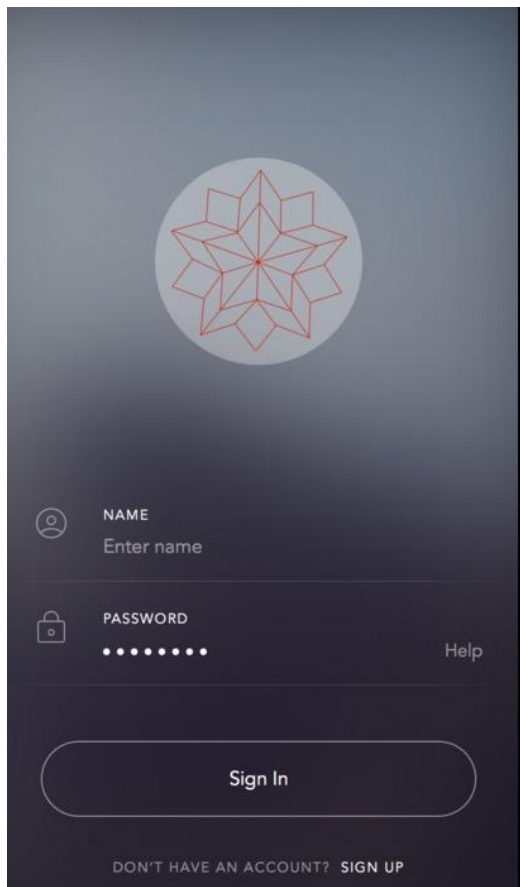 NAME
Enter name
PASSWORD
••••••••
Help
Sign In
DON'T HAVE AN ACCOUNT? SIGN UP